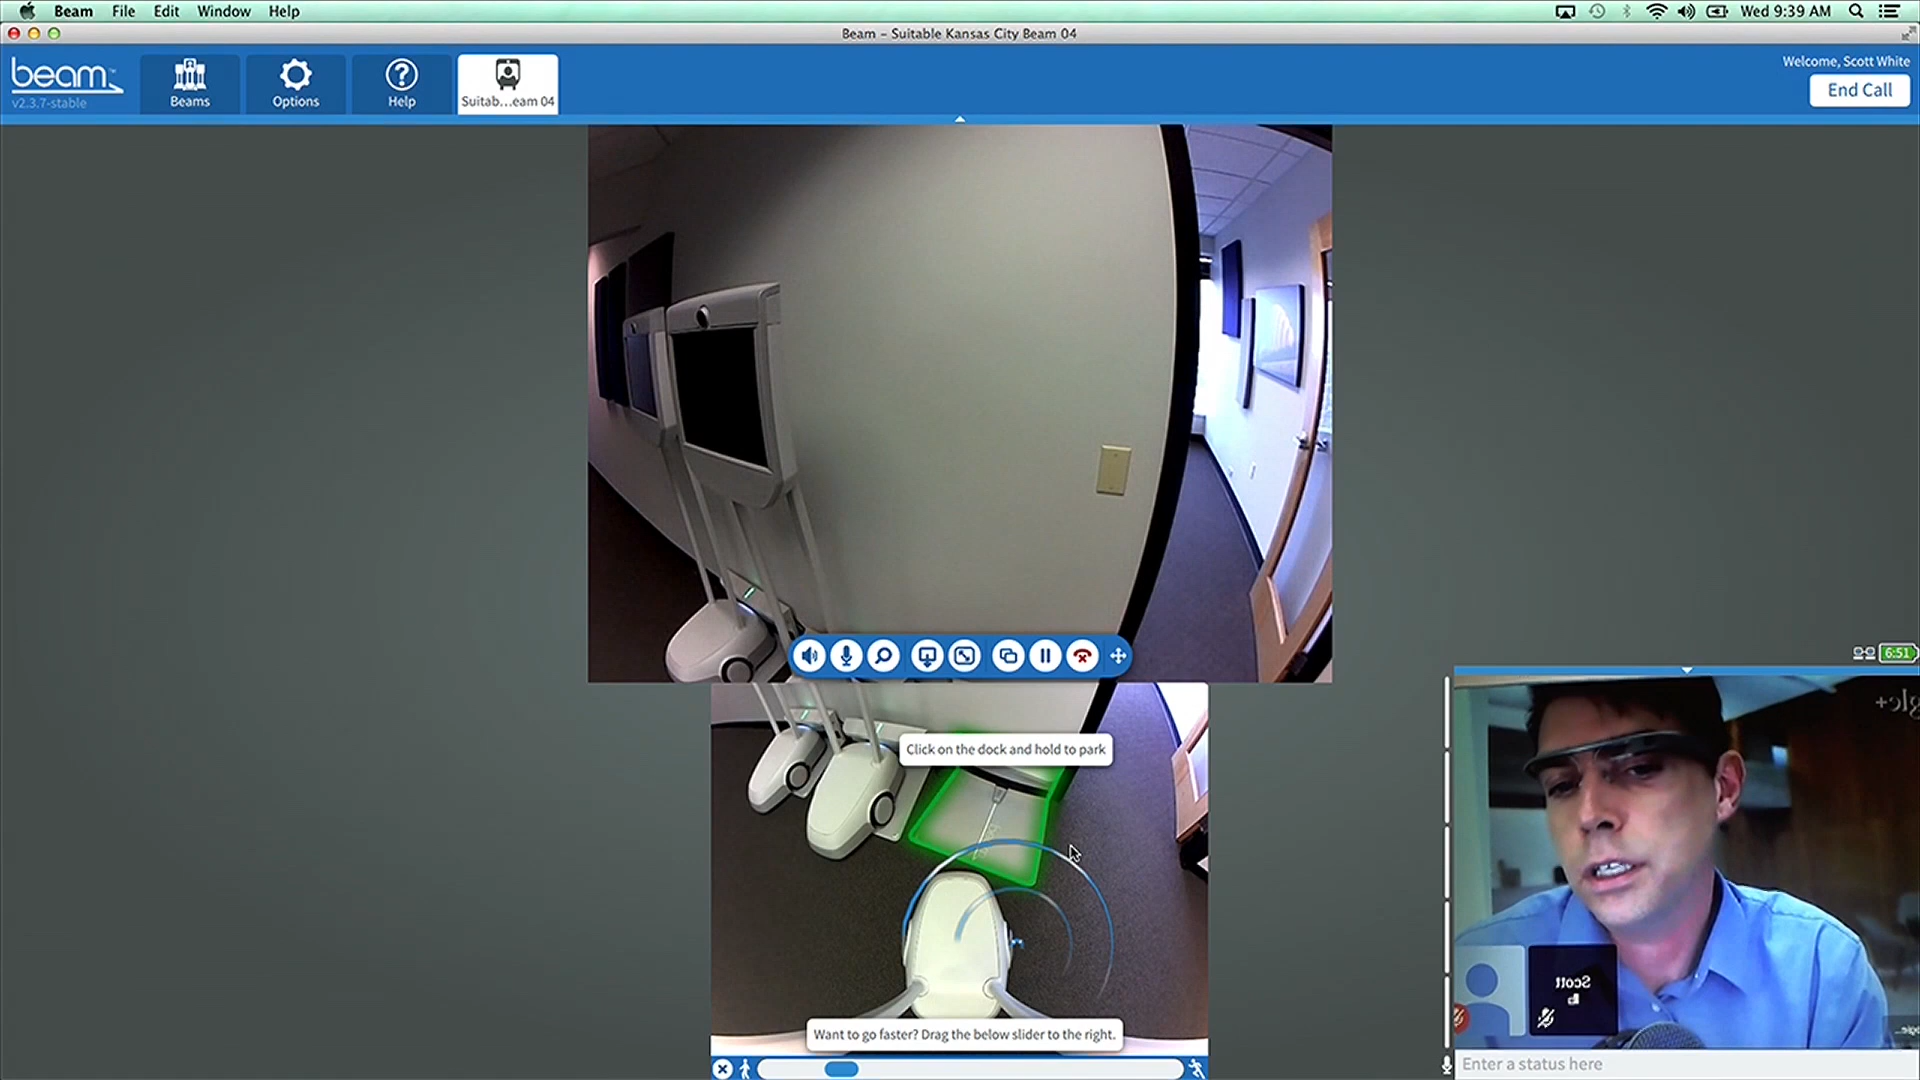 Beam File Edit Window Help
Wed 9:39 AM
Beam – Suitable Kansas City Beam 04
beam
v2.3.7-stable
Beams
Options
Help
Suitab...eam 04
Welcome, Scott White
End Call
6:51
Click on the dock and hold to park
Scott
Want to go faster? Drag the below slider to the right.
Enter a status here